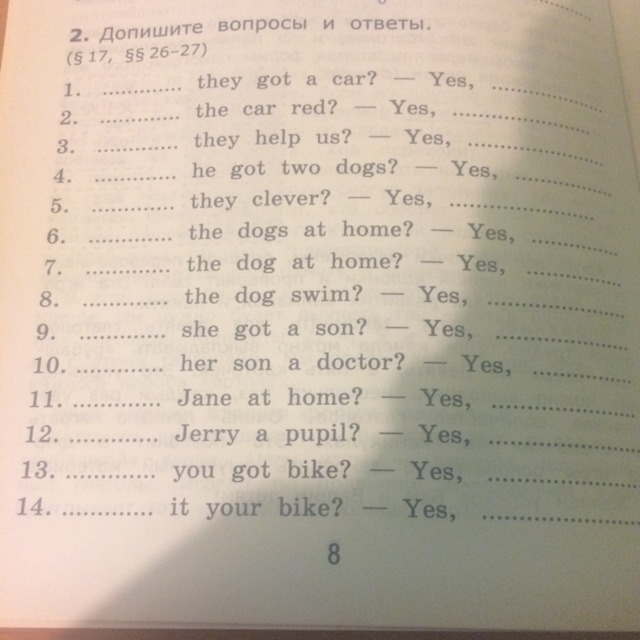 2. Допишите вопросы и ответы.
(§ 17, §§ 26–27)
1. ............ they got a car? — Yes, ................
2. ............ the car red? — Yes, ....................
3. ............ they help us? — Yes, ...................
4. ............ he got two dogs? — Yes, ................
5. ............ they clever? — Yes, ....................
6. ............ the dogs at home? — Yes, .............
7. ............ the dog at home? — Yes, ..............
8. ............ the dog swim? — Yes, ..................
9. ............ she got a son? — Yes, .................
10. ............ her son a doctor? — Yes, .............
11. ............ Jane at home? — Yes, .................
12. ............ Jerry a pupil? — Yes, .................
13. ............ you got bike? — Yes, ..................
14. ............ it your bike? — Yes, ..................
8